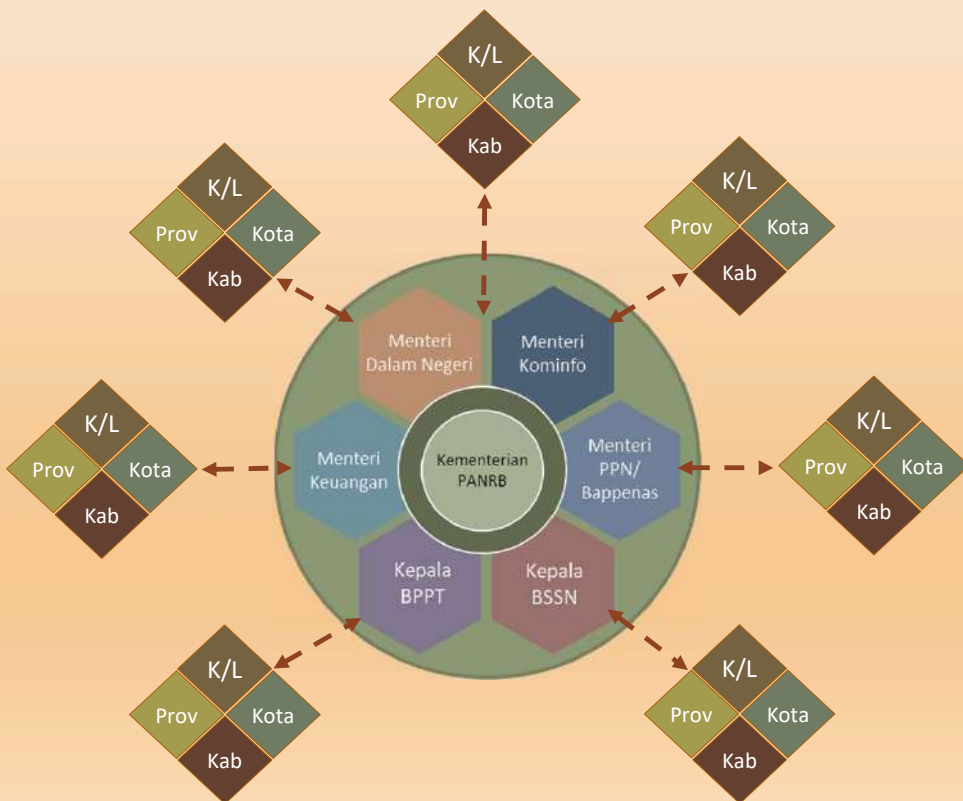 K/L
Prov
Kota
Kab
K/L
Prov
Kota
Kab
K/L
Prov
Kota
Kab
Menteri
Dalam Negeri
Menteri
Kominfo
K/L
Prov
Kota
Kab
Menteri
Keuangan
Kementerian
PANRB
Menteri
PPN/
Bappenas
K/L
Prov
Kota
Kab
Kepala
BPPT
Kepala
BSSN
K/L
Prov
Kota
Kab
K/L
Prov
Kota
Kab